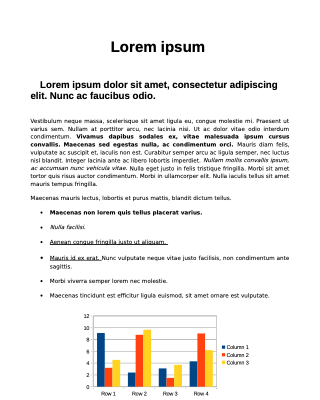 Lorem ipsum
Lorem ipsum dolor sit amet, consectetur adipiscing
elit. Nunc ac faucibus odio.
Vestibulum neque massa, scelerisque sit amet ligula eu, congue molestie mi. Praesent ut
varius sem. Nullam at porttitor arcu, nec lacinia nisi. Ut ac dolor vitae odio interdum
condimentum. Vivamus dapibus sodales ex, vitae malesuada ipsum cursus
convallis. Maecenas sed egestas nulla, ac condimentum orci. Mauris diam felis,
vulputate ac suscipit et, iaculis non est. Curabitur semper arcu ac ligula semper, nec luctus
nisl blandit. Integer lacinia ante ac libero lobortis imperdiet. Nullam mollis convallis ipsum,
ac accumsan nunc vehicula vitae. Nulla eget justo in felis tristique fringilla. Morbi sit amet
tortor quis risus auctor condimentum. Morbi in ullamcorper elit. Nulla iaculis tellus sit amet
mauris tempus fringilla.
Maecenas mauris lectus, lobortis et purus mattis, blandit dictum tellus.
• Maecenas non lorem quis tellus placerat varius.
• Nulla facilisi.
• Aenean congue fringilla justo ut aliquam.
• Mauris id ex erat. Nunc vulputate neque vitae justo facilisis, non condimentum ante
sagittis.
• Morbi viverra semper lorem nec molestie.
• Maecenas tincidunt est efficitur ligula euismod, sit amet ornare est vulputate.
12
10
8
6
4
2
0
Row 1 Row 2 Row 3 Row 4
Column 1
Column 2
Column 3